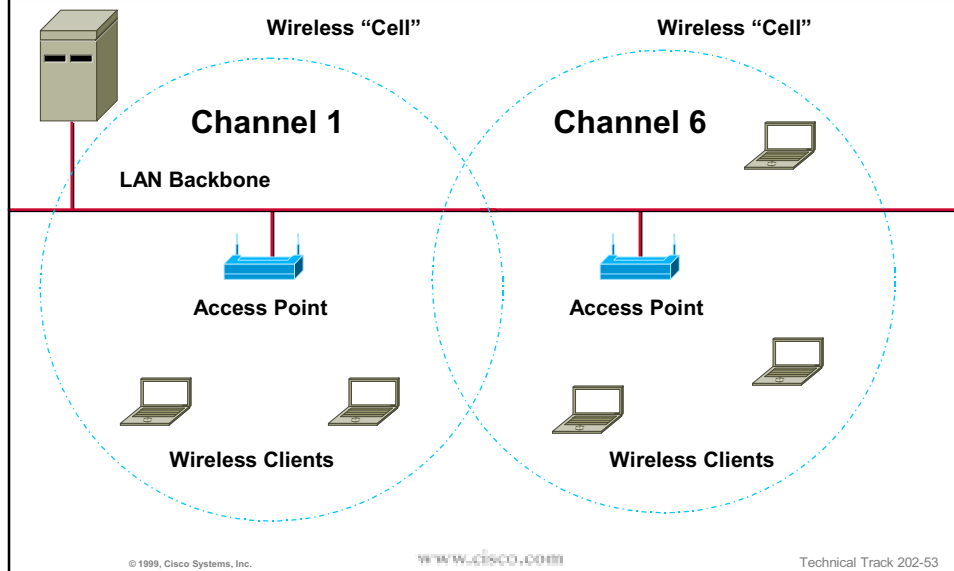 Wireless “Cell”
Wireless “Cell”
Channel 1
Channel 6
LAN Backbone
Access Point
Access Point
Wireless Clients
Wireless Clients
© 1999, Cisco Systems, Inc.
www.cisco.com
Technical Track 202-53